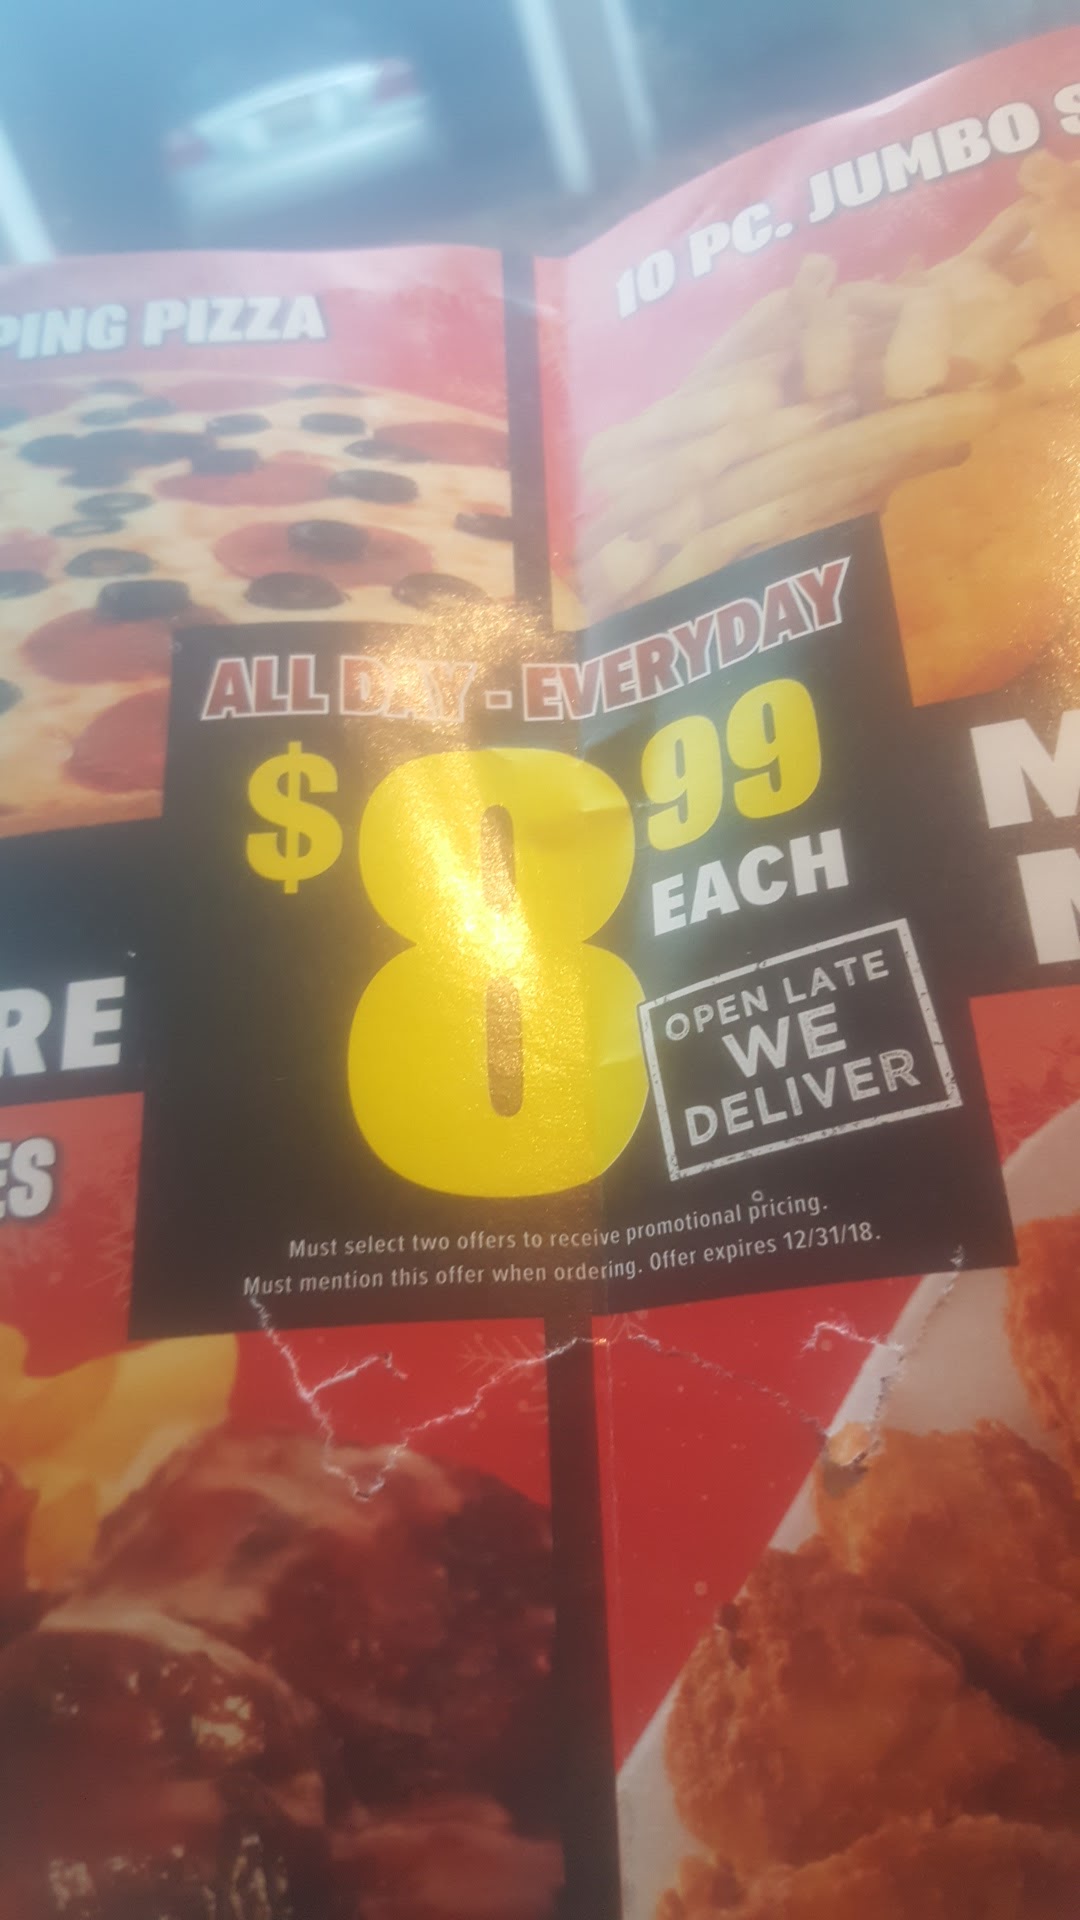 PING PIZZA
10 PC. JUMBO S
ALL DAY - EVERYDAY
$8 99
EACH
M
M
RE
OPEN LATE
WE
DELIVER
ES
Must select two offers to receive promotional pricing.
Must mention this offer when ordering. Offer expires 12/31/18.